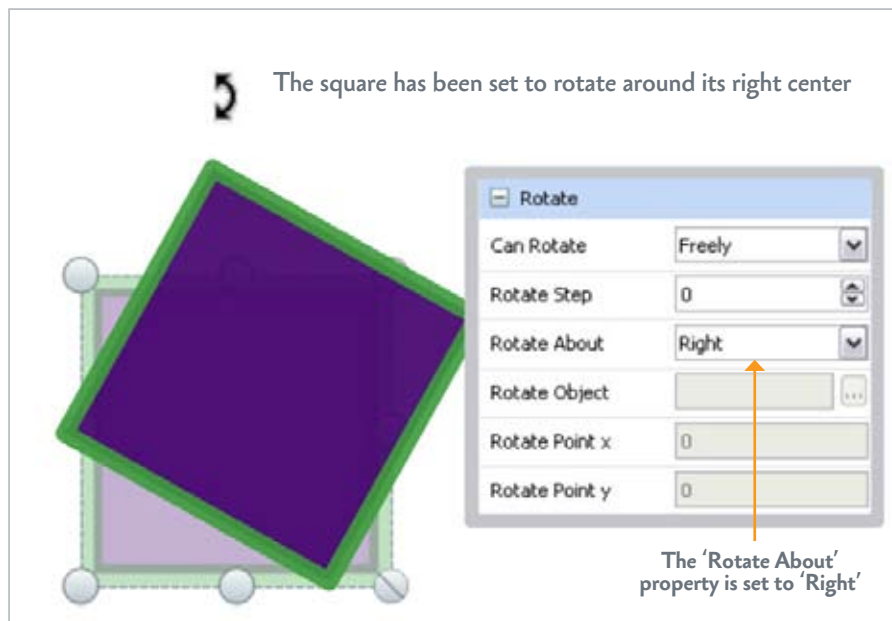 The square has been set to rotate around its right center
Rotate
Can Rotate Freely
Rotate Step 0
Rotate About Right
Rotate Object ...
Rotate Point x 0
Rotate Point y 0
The ‘Rotate About’
property is set to ‘Right’